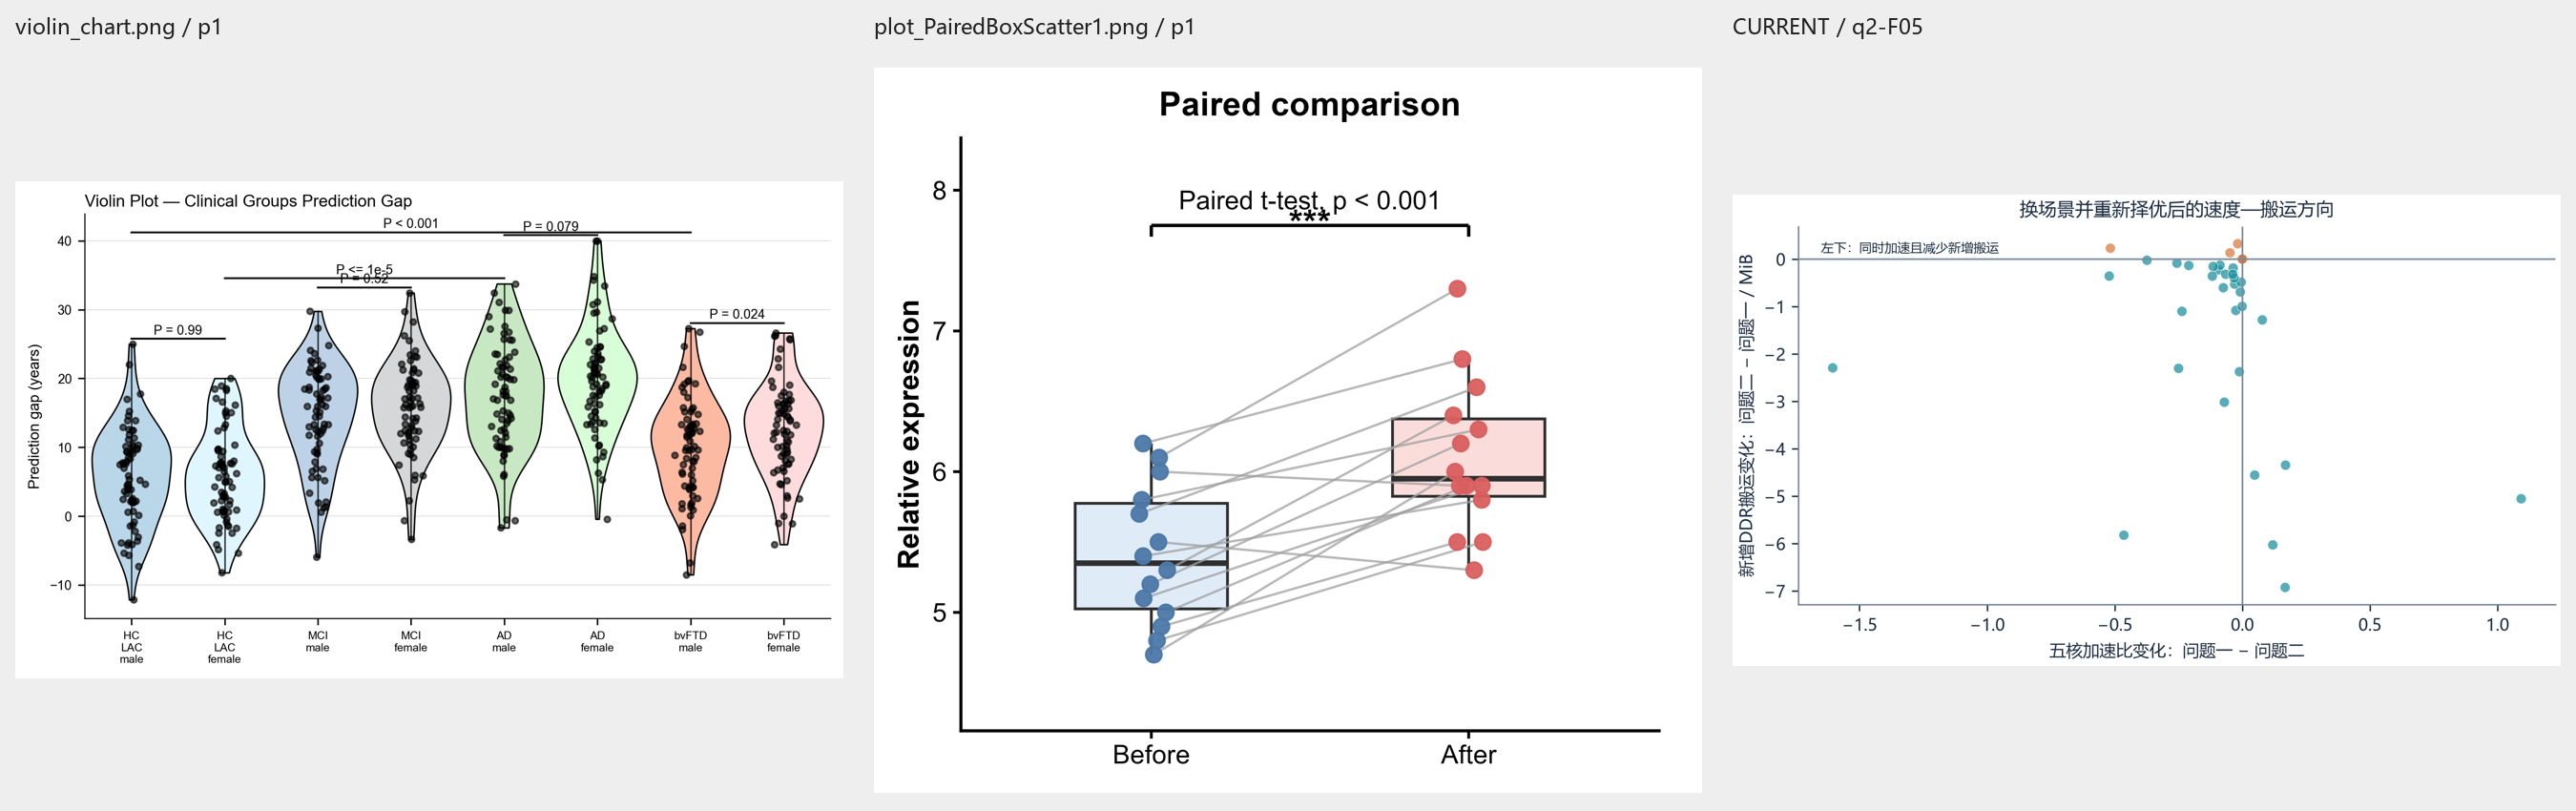 violin_chart.png / p1
Violin Plot — Clinical Groups Prediction Gap
P < 0.001
P = 0.079
P <= 1e-5
P = 0.52
P = 0.99
P = 0.024
Prediction gap (years)
40
30
20
10
0
−10
HC
LAC
male
HC
LAC
female
MCI
male
MCI
female
AD
male
AD
female
bvFTD
male
bvFTD
female
plot_PairedBoxScatter1.png / p1
Paired comparison
Paired t-test, p < 0.001
***
Relative expression
8
7
6
5
Before
After
CURRENT / q2-F05
换场景并重新择优后的速度—搬运方向
左下：同时加速且减少新增搬运
新增DDR搬运变化：问题二 − 问题一 / MiB
0
−1
−2
−3
−4
−5
−6
−7
−1.5
−1.0
−0.5
0.0
0.5
1.0
五核加速比变化：问题一 − 问题二